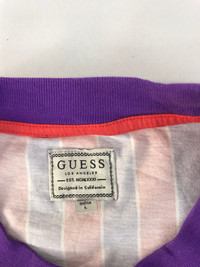 GUESS
LOS ANGELES
EST. MCMLXXXI
Designed in California
L